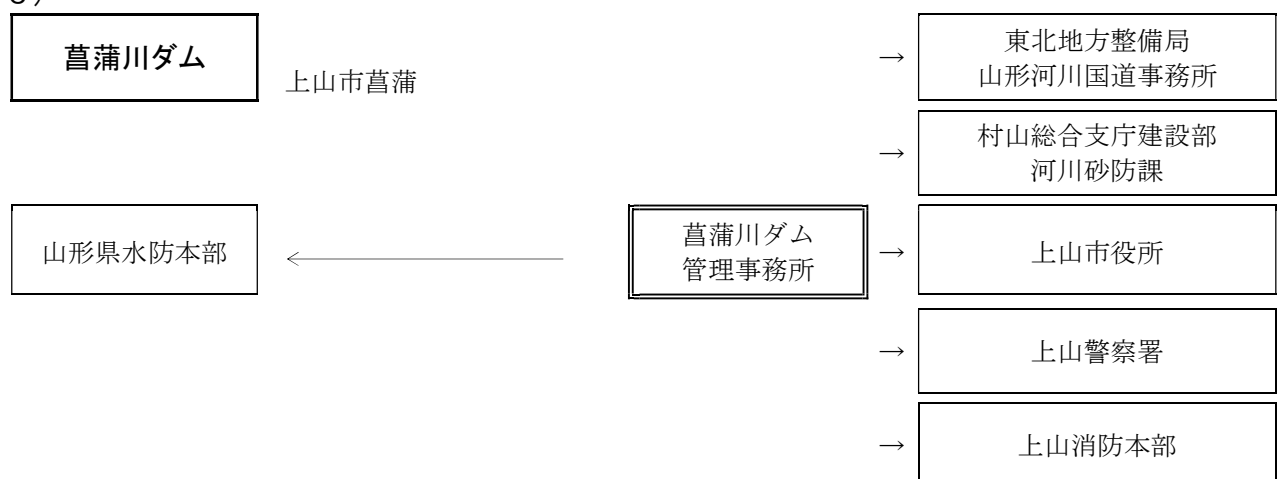 菖蒲川ダム
上山市菖蒲
→
東北地方整備局
山形河川国道事務所
→
村山総合支庁建設部
河川砂防課
山形県水防本部
←
菖蒲川ダム
管理事務所
→
上山市役所
→
上山警察署
→
上山消防本部